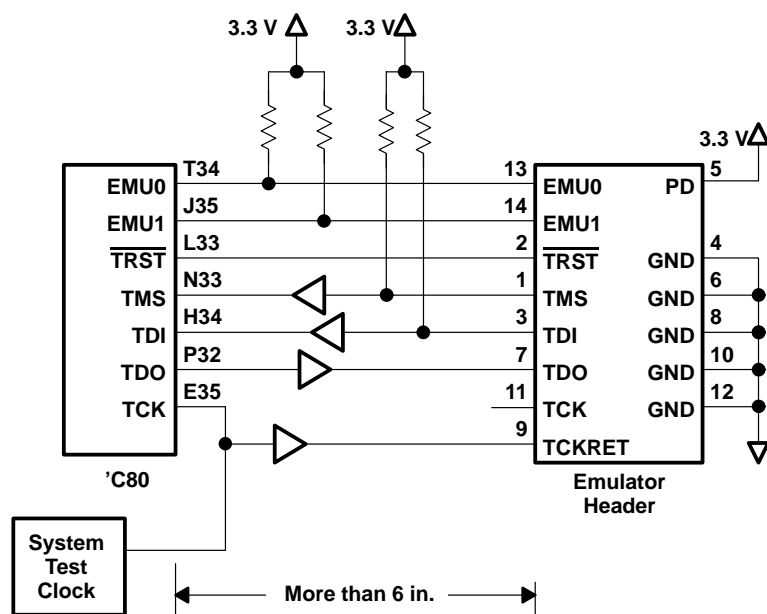 3.3 V 3.3 V
3.3 V
T34 13 5
EMU0 EMU0 PD
J35 14
EMU1 EMU1
L33 2 4
TRST TRST GND
N33 1 6
TMS TMS GND
H34 3 8
TDI TDI GND
P32 7 10
TDO TDO GND
E35 11 12
TCK TCK GND
9
TCKRET
'C80
Emulator
Header
System
Test
Clock
More than 6 in.